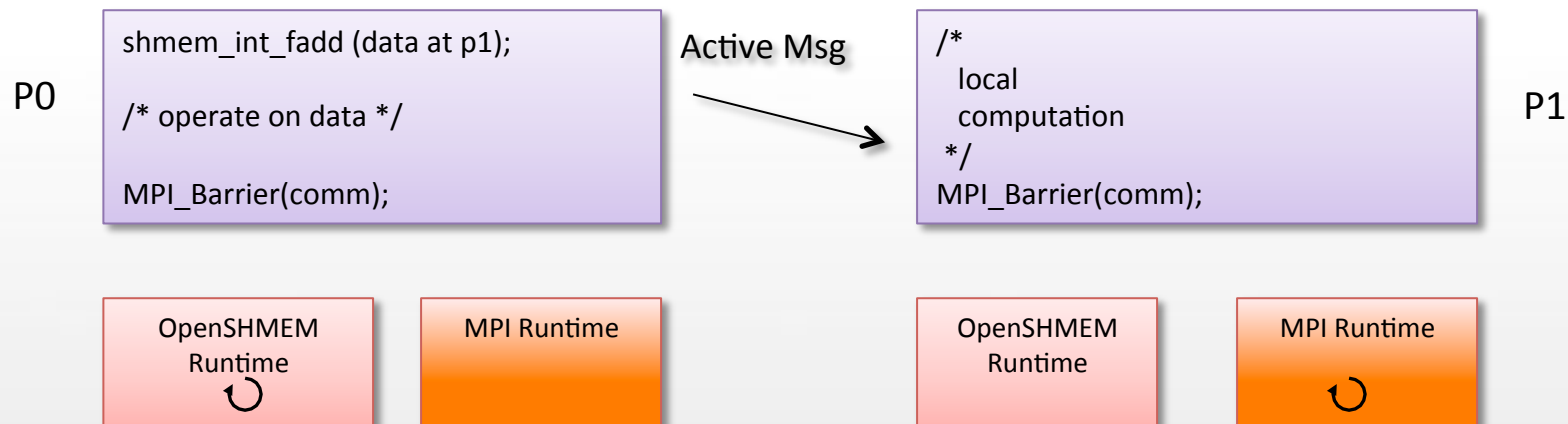 P0
shmem_int_fadd (data at p1);
/* operate on data */
MPI_Barrier(comm);
Active Msg
/*
local
computation
*/
MPI_Barrier(comm);
P1
OpenSHMEM
Runtime
MPI Runtime
OpenSHMEM
Runtime
MPI Runtime